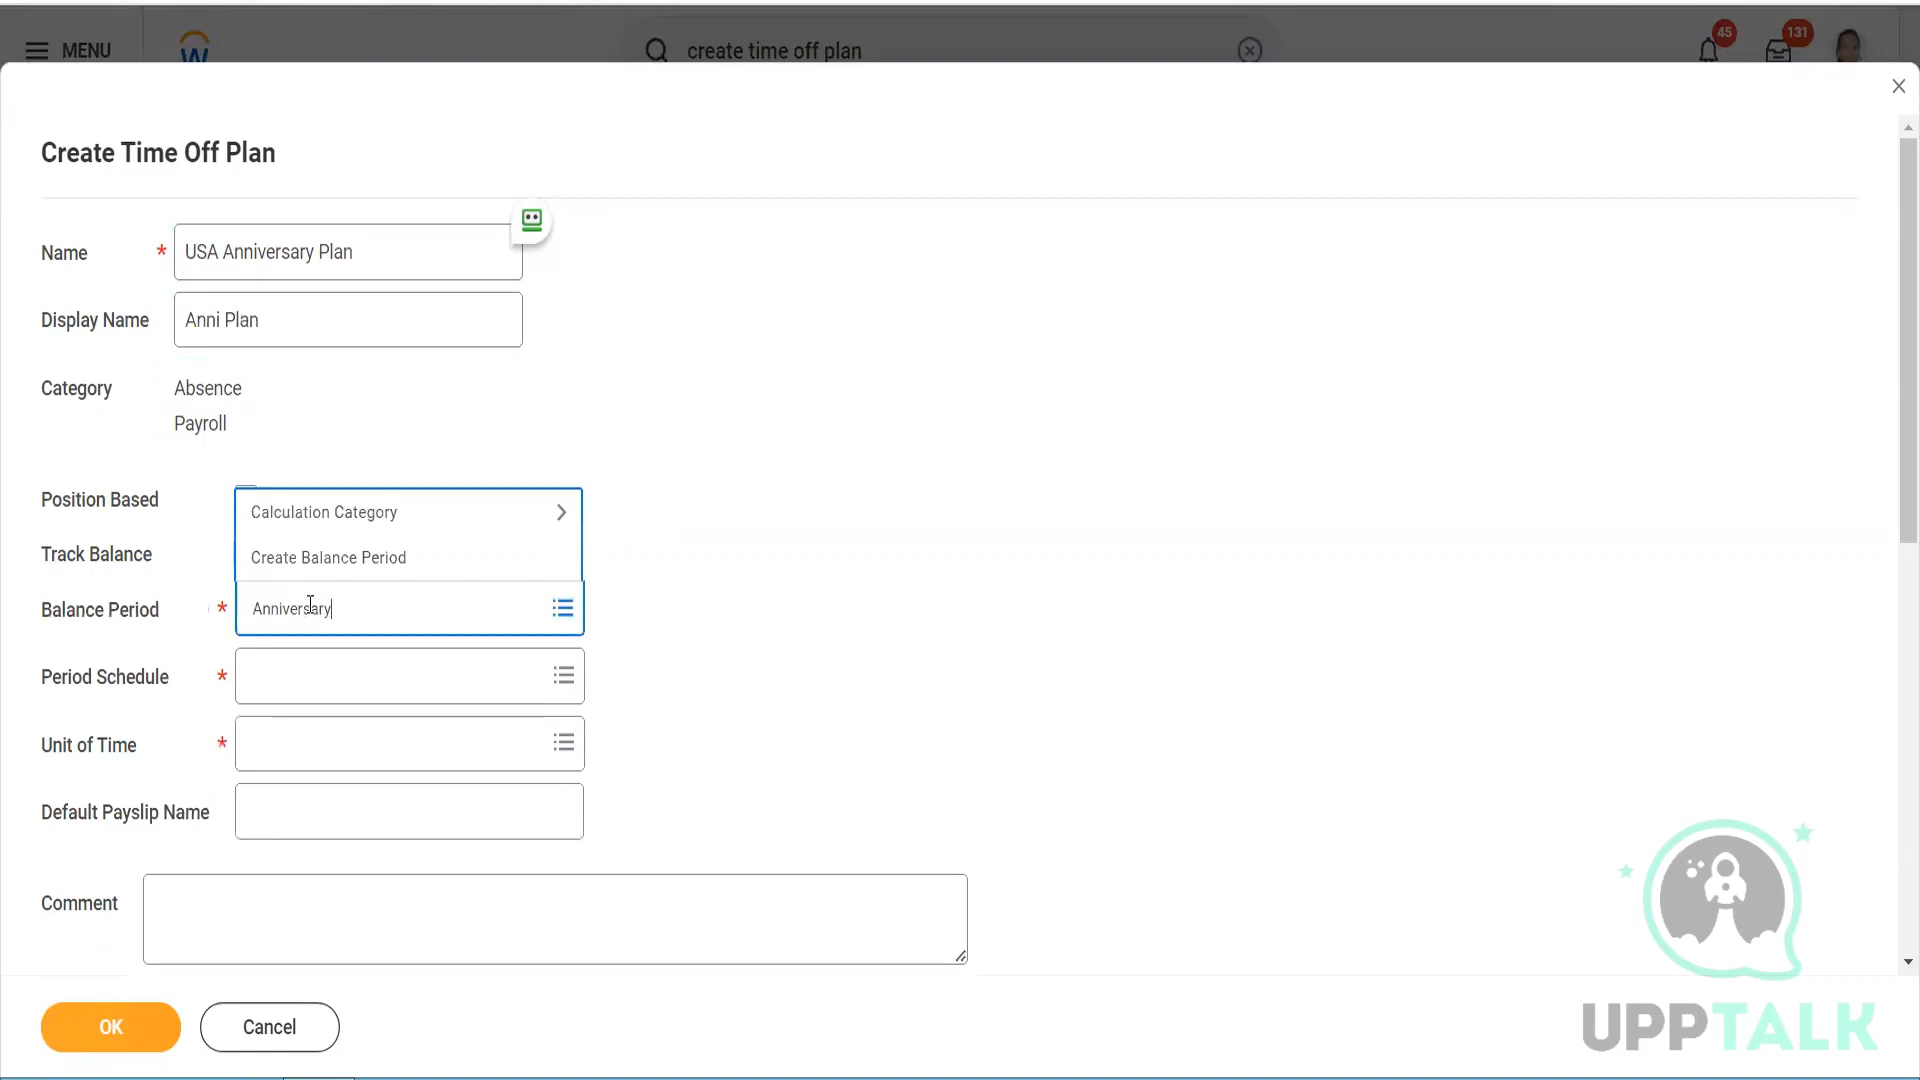 MENU
create time off plan
45
131
Create Time Off Plan
Name * USA Anniversary Plan
Display Name Anni Plan
Category Absence
Payroll
Position Based
Calculation Category
Track Balance
Create Balance Period
Balance Period * Anniversary
Period Schedule *
Unit of Time *
Default Payslip Name
Comment
OK Cancel
UPPTALK